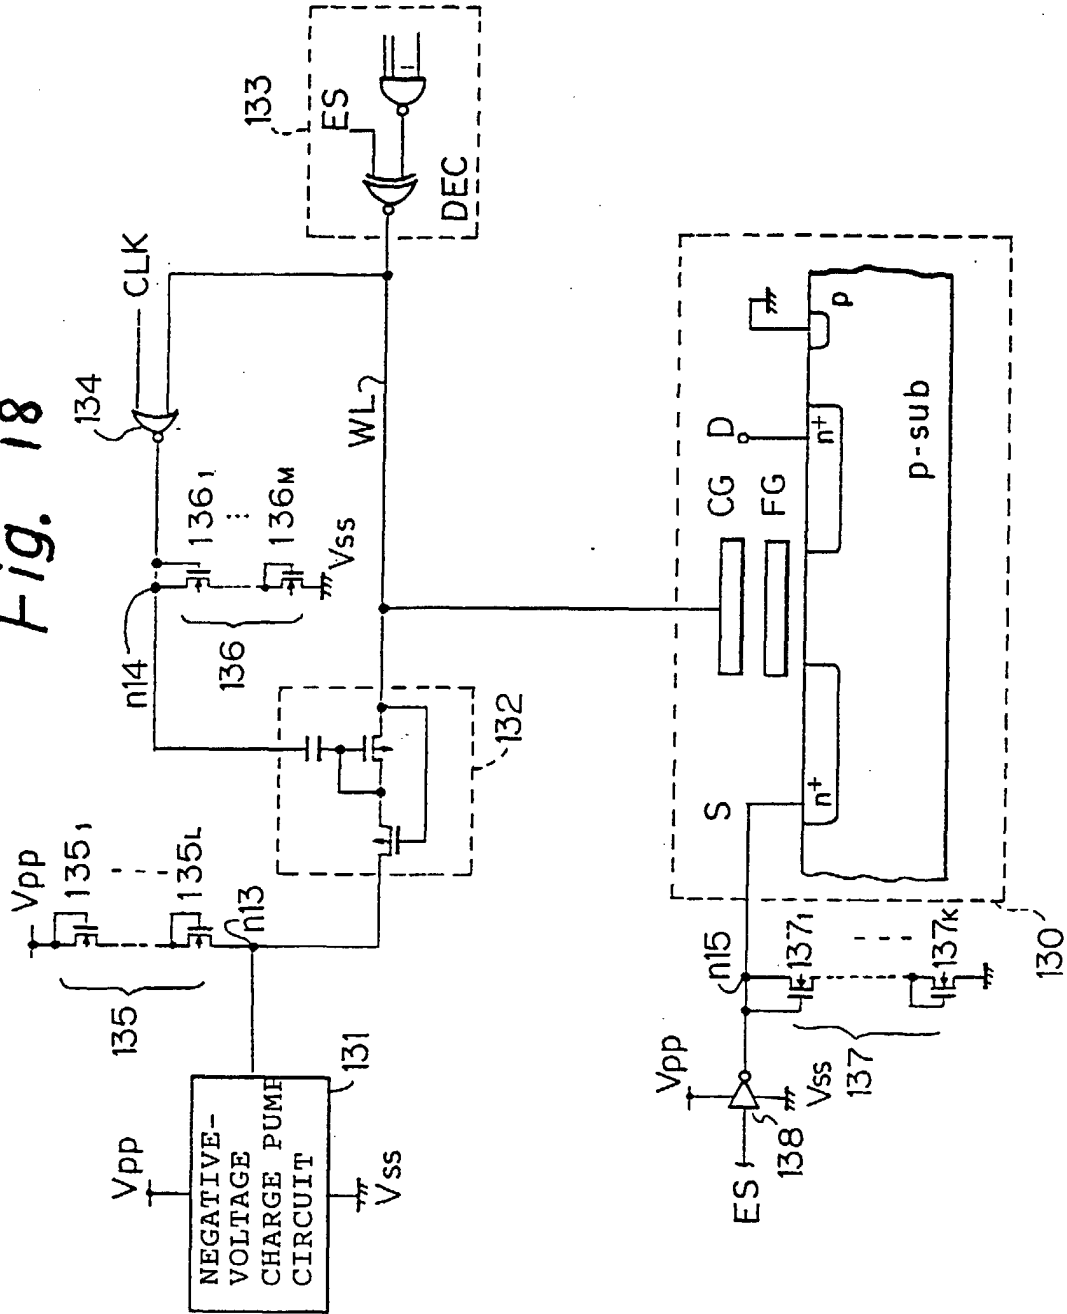 Fig. 18
Vpp
NEGATIVE-
VOLTAGE
CHARGE PUMP
CIRCUIT
Vss
131
Vpp
135
135₁
135L
n13
n14
134
CLK
136
136₁
136M
Vss
132
WL
133
ES
DEC
ES
138
Vpp
Vss
n15
137
137₁
137K
130
S
CG
FG
D
n+
n+
p
p-sub